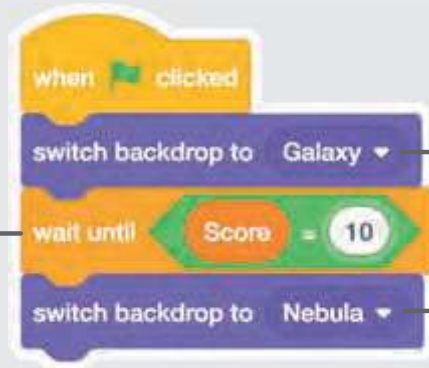 when clicked
switch backdrop to Galaxy
wait until Score = 10
switch backdrop to Nebula